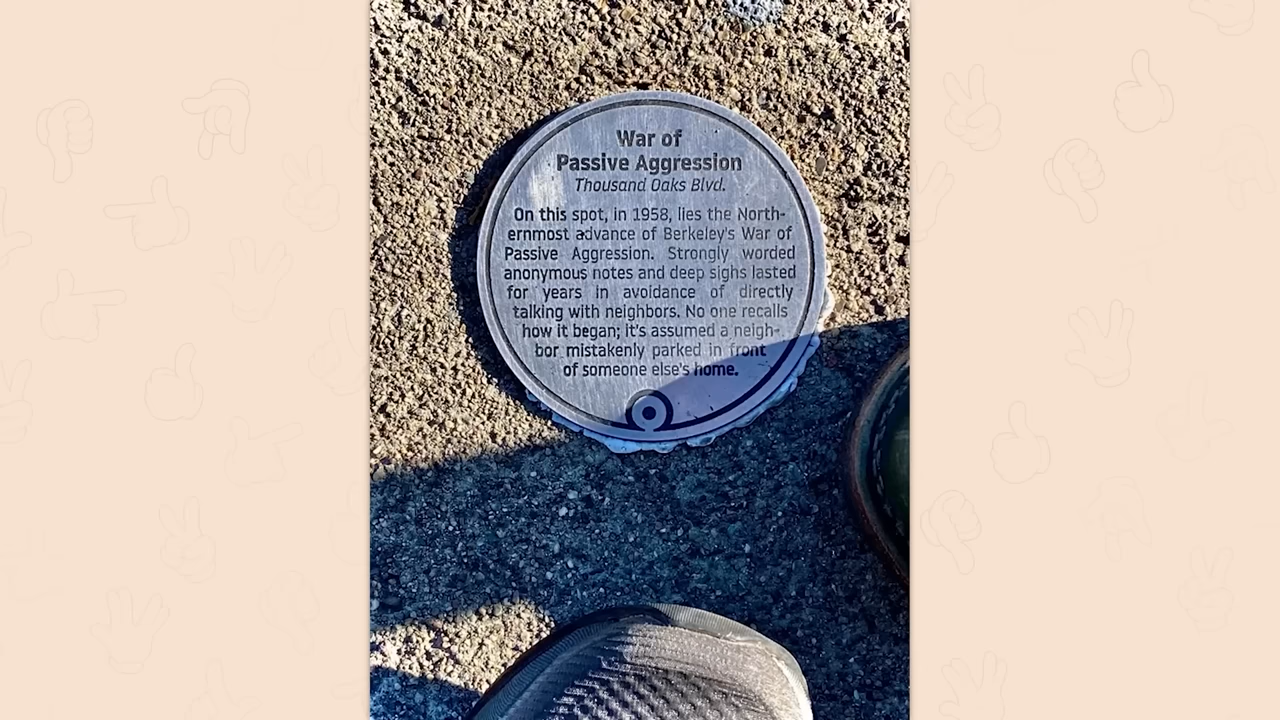 War of
Passive Aggression
Thousand Oaks Blvd.
On this spot, in 1958, lies the North-
ernmost advance of Berkeley's War of
Passive Aggression. Strongly worded
anonymous notes and deep sighs lasted
for years in avoidance of directly
talking with neighbors. No one recalls
how it began; it's assumed a neigh-
bor mistakenly parked in front
of someone else's home.